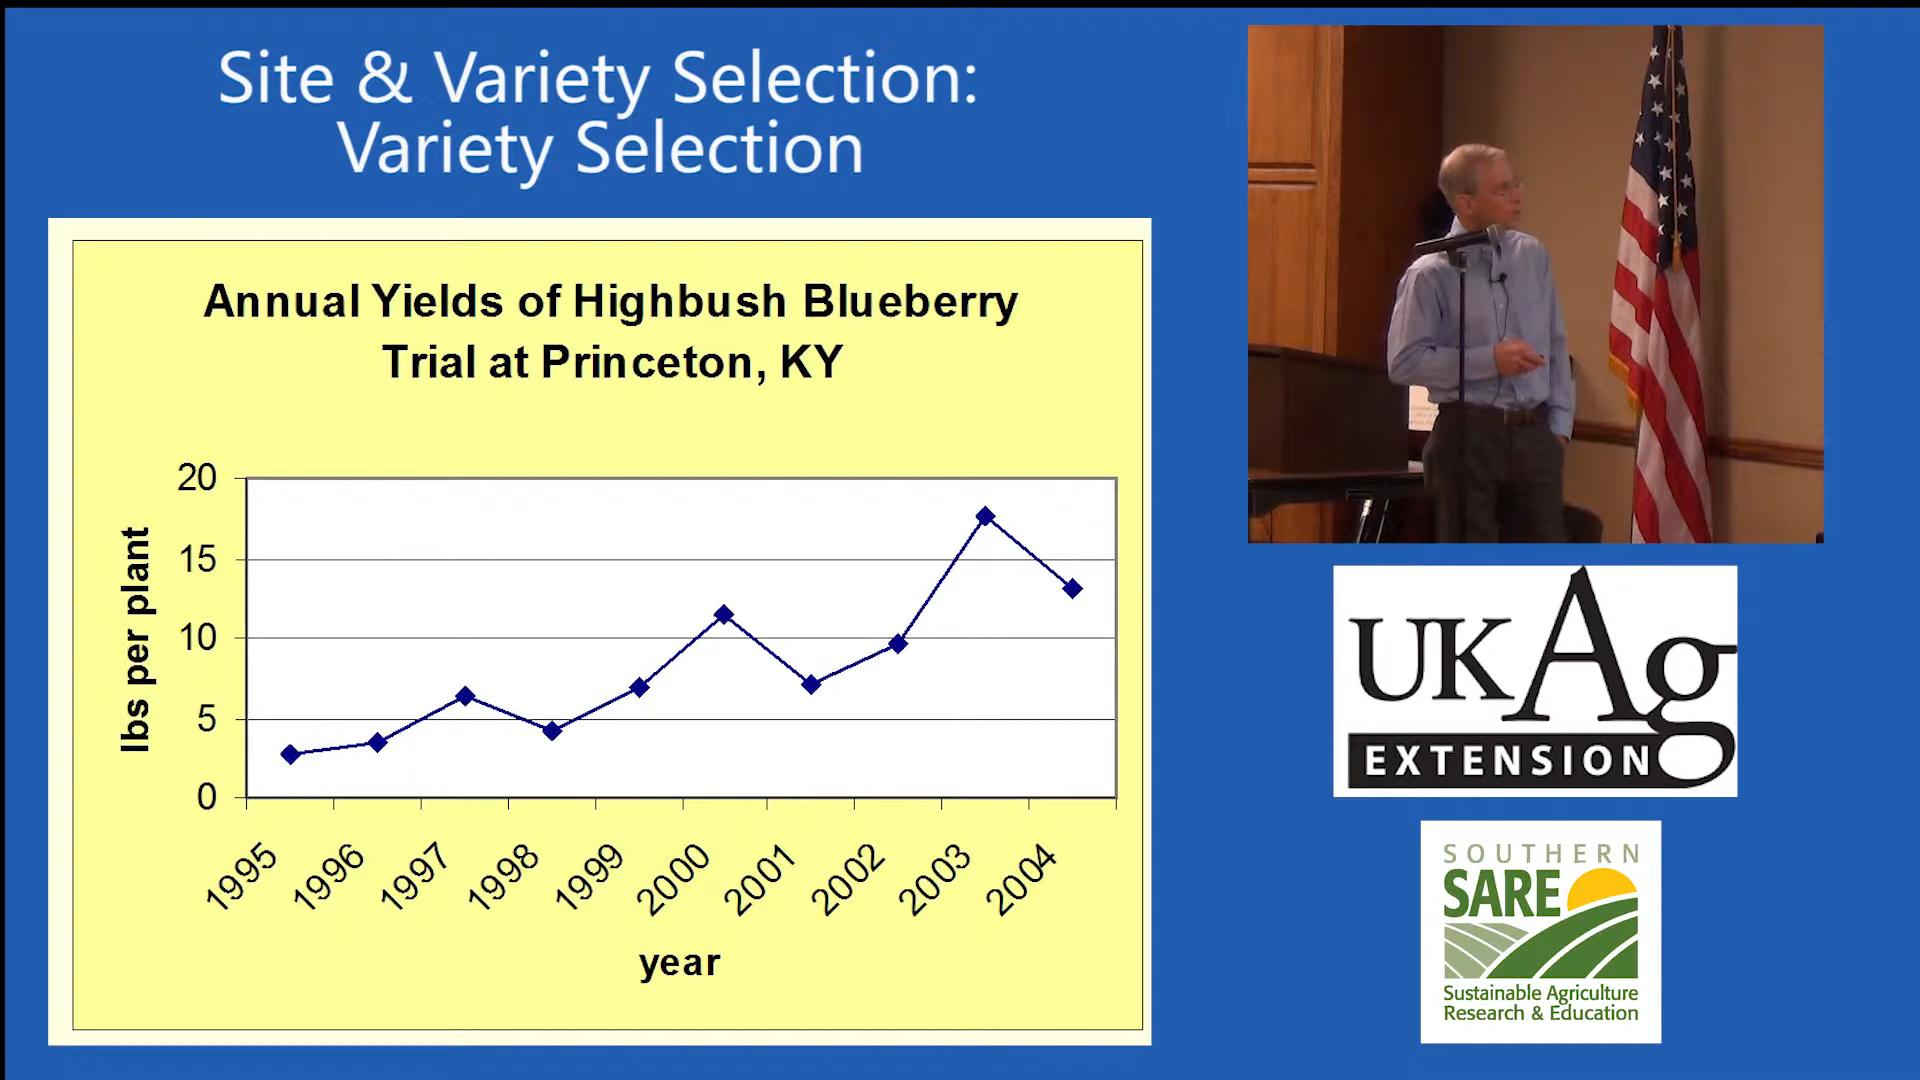 Site & Variety Selection:
Variety Selection
Annual Yields of Highbush Blueberry
Trial at Princeton, KY
lbs per plant
20
15
10
5
0
1995
1996
1997
1998
1999
2000
2001
2002
2003
2004
year
UKAg
EXTENSION
SOUTHERN
SARE
Sustainable Agriculture
Research & Education